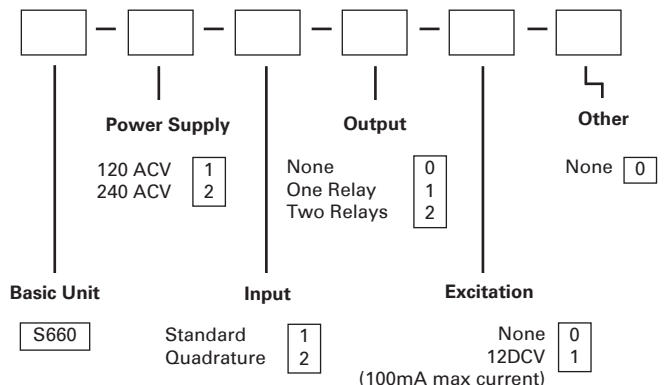 Power Supply
120 ACV 1
240 ACV 2
Output
None 0
One Relay 1
Two Relays 2
Other
None 0
Basic Unit
S660
Input
Standard 1
Quadrature 2
Excitation
None 0
12DCV 1
(100mA max current)